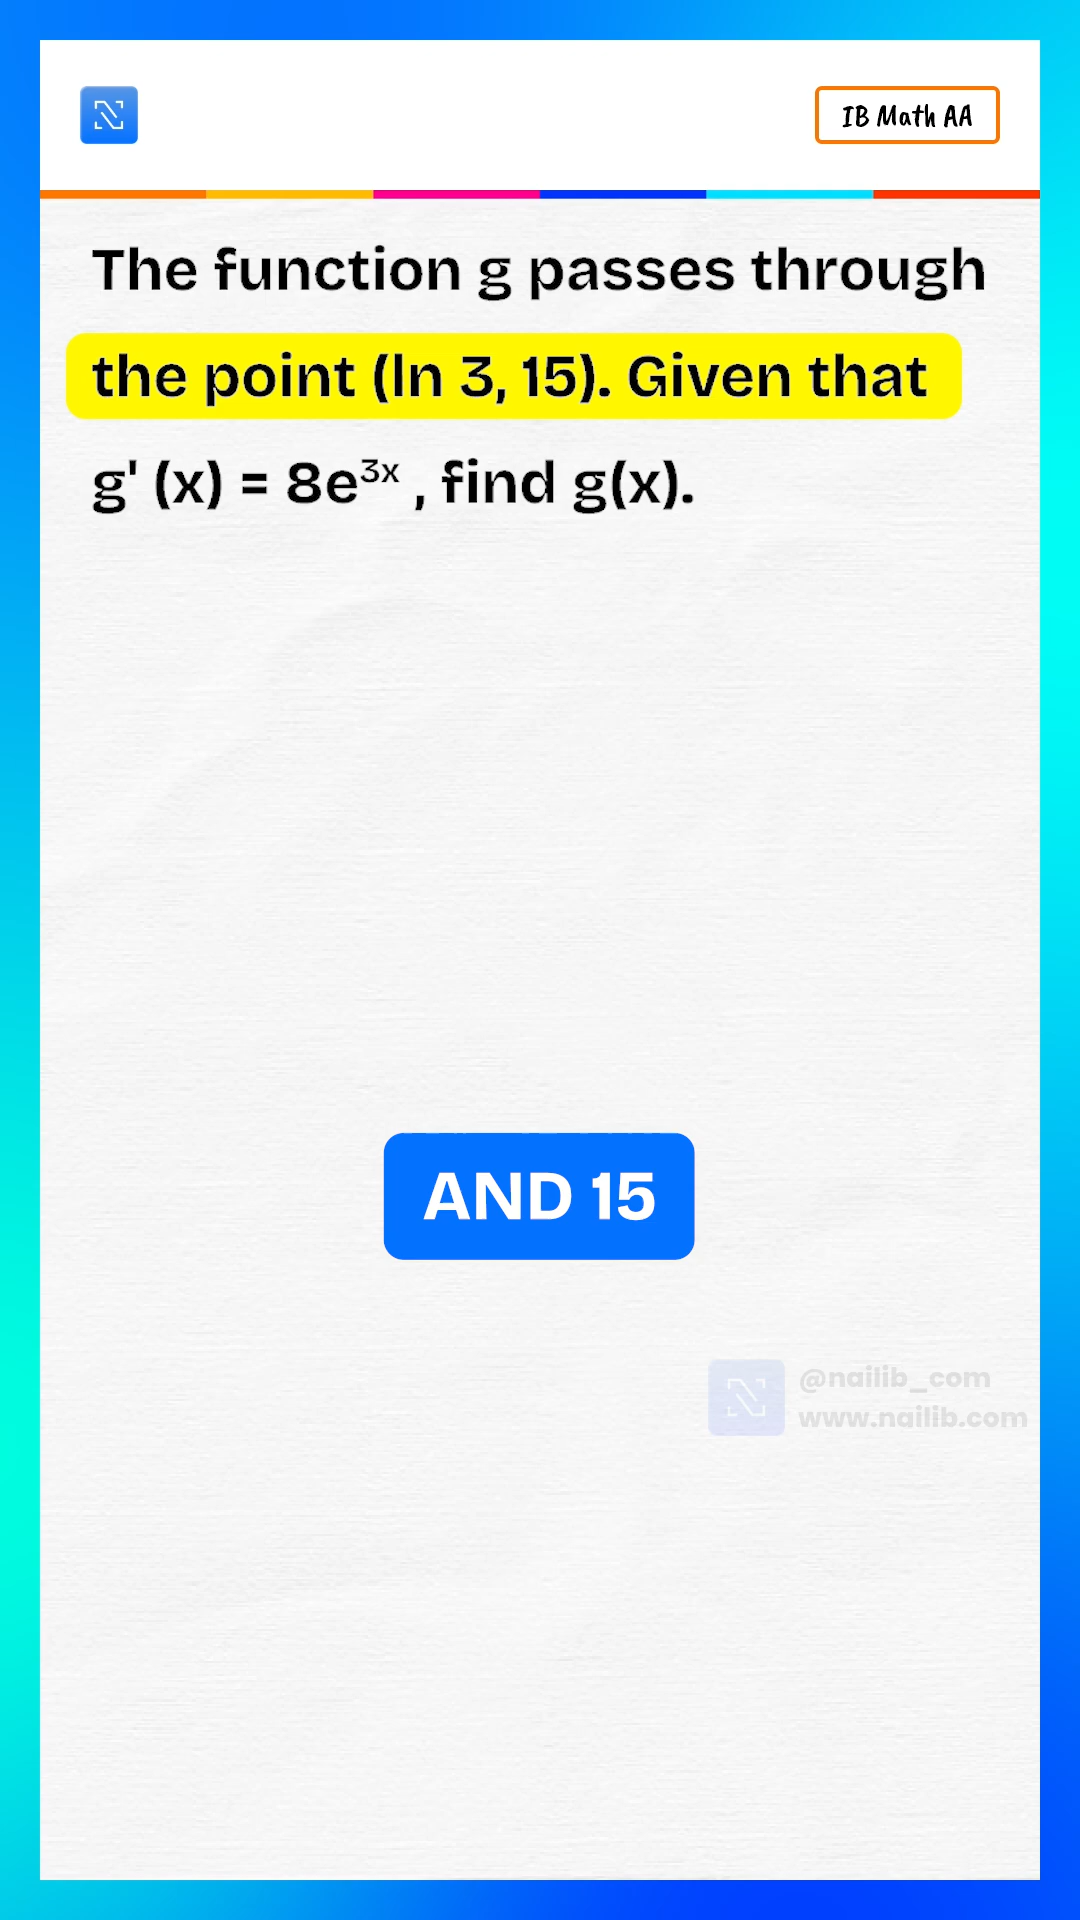 IB Math AA
The function g passes through
the point (ln 3, 15). Given that
g' (x) = 8e³ˣ , find g(x).
AND 15
@nailib_com
www.nailib.com